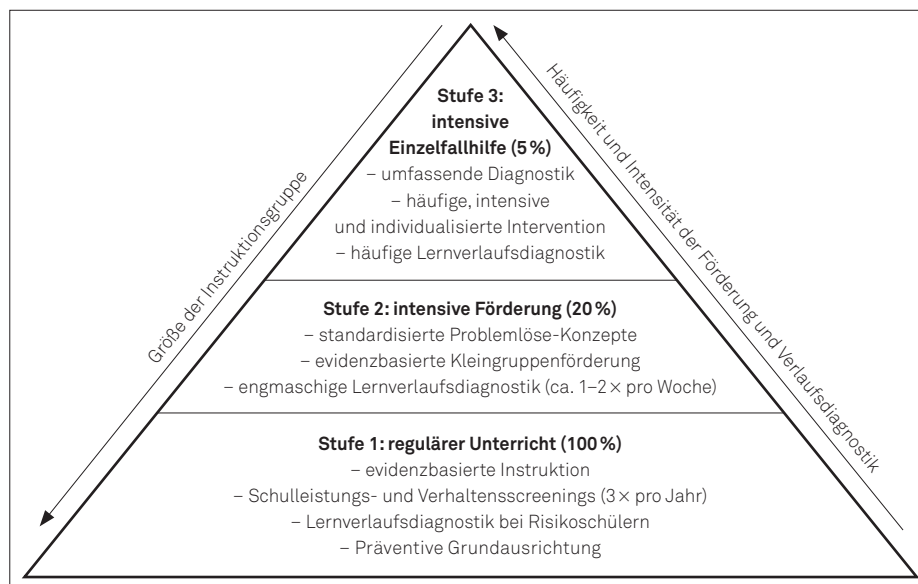 Stufe 3:
intensive
Einzelfallhilfe (5 %)
– umfassende Diagnostik
– häufige, intensive
und individualisierte Intervention
– häufige Lernverlaufsdiagnostik
Stufe 2: intensive Förderung (20 %)
– standardisierte Problemlöse-Konzepte
– evidenzbasierte Kleingruppenförderung
– engmaschige Lernverlaufsdiagnostik (ca. 1–2 × pro Woche)
Stufe 1: regulärer Unterricht (100 %)
– evidenzbasierte Instruktion
– Schulleistungs- und Verhaltensscreenings (3 × pro Jahr)
– Lernverlaufsdiagnostik bei Risikoschülern
– Präventive Grundausrichtung
Größe der Instruktionsgruppe
Häufigkeit und Intensität der Förderung und Verlaufsdiagnostik